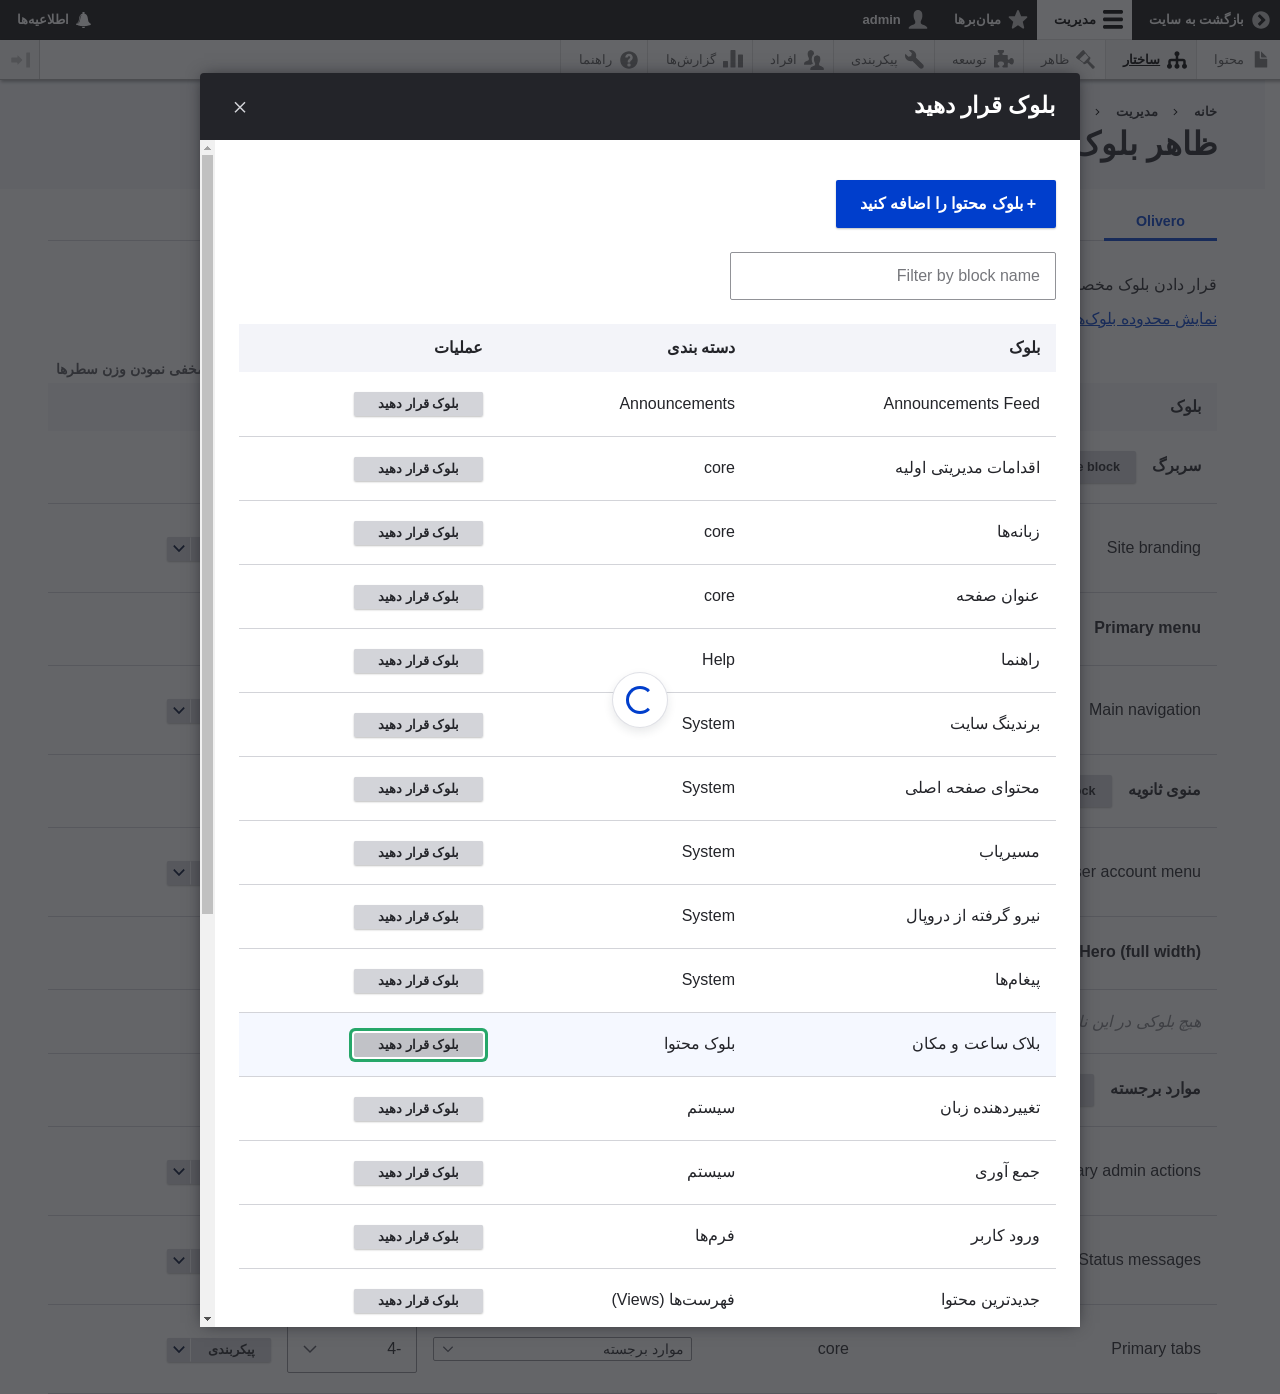 بازگشت به سایت
مدیریت
میان‌برها
admin
اطلاعیه‌ها
محتوا
ساختار
ظاهر
توسعه
پیکربندی
افراد
گزارش‌ها
راهنما
خانه
مدیریت
ظاهر بلوک
Olivero
قرار دادن بلوک
نمایش محدوده
مخفی نمودن وزن سطرها
بلوک
سربرگ
block
Site branding
Primary menu
Main navigation
منوی ثانویه
account menu
Hero (full width)
هیچ بلوکی در این
موارد برجسته
admin actions
Status messages
Primary tabs
core
موارد برجسته
-4
پیکربندی
بلوک قرار دهید
+ بلوک محتوا را اضافه کنید
Filter by block name
بلوک دسته بندی عملیات
Announcements Feed Announcements بلوک قرار دهید
اقدامات مدیریتی اولیه core بلوک قرار دهید
زبانه‌ها core بلوک قرار دهید
عنوان صفحه core بلوک قرار دهید
راهنما Help بلوک قرار دهید
برندینگ سایت System بلوک قرار دهید
محتوای صفحه اصلی System بلوک قرار دهید
مسیریاب System بلوک قرار دهید
نیرو گرفته از دروپال System بلوک قرار دهید
پیغام‌ها System بلوک قرار دهید
بلاک ساعت و مکان بلوک محتوا بلوک قرار دهید
تغییردهنده زبان سیستم بلوک قرار دهید
جمع آوری سیستم بلوک قرار دهید
ورود کاربر فرم‌ها بلوک قرار دهید
جدیدترین محتوا فهرست‌ها (Views) بلوک قرار دهید